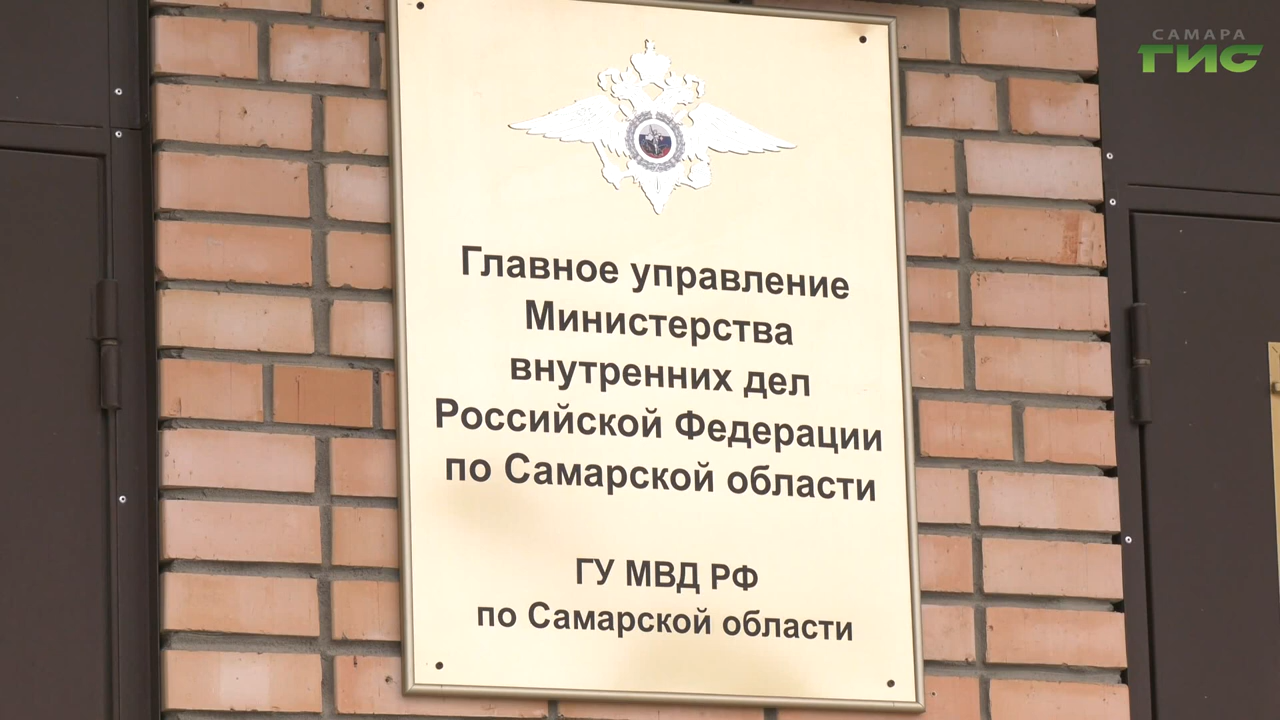 САМАРА
ГИС
Главное управление
Министерства
внутренних дел
Российской Федерации
по Самарской области
ГУ МВД РФ
по Самарской области